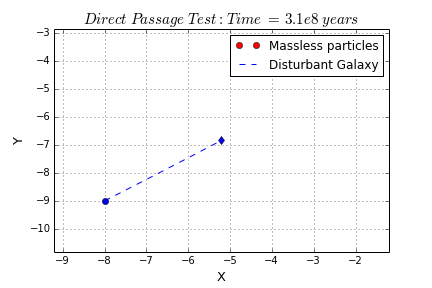 Direct Passage Test: Time = 3.1e8 years
Massless particles
Disturbant Galaxy
−3
−4
−5
−6
−7
−8
−9
−10
Y
−9 −8 −7 −6 −5 −4 −3 −2
X